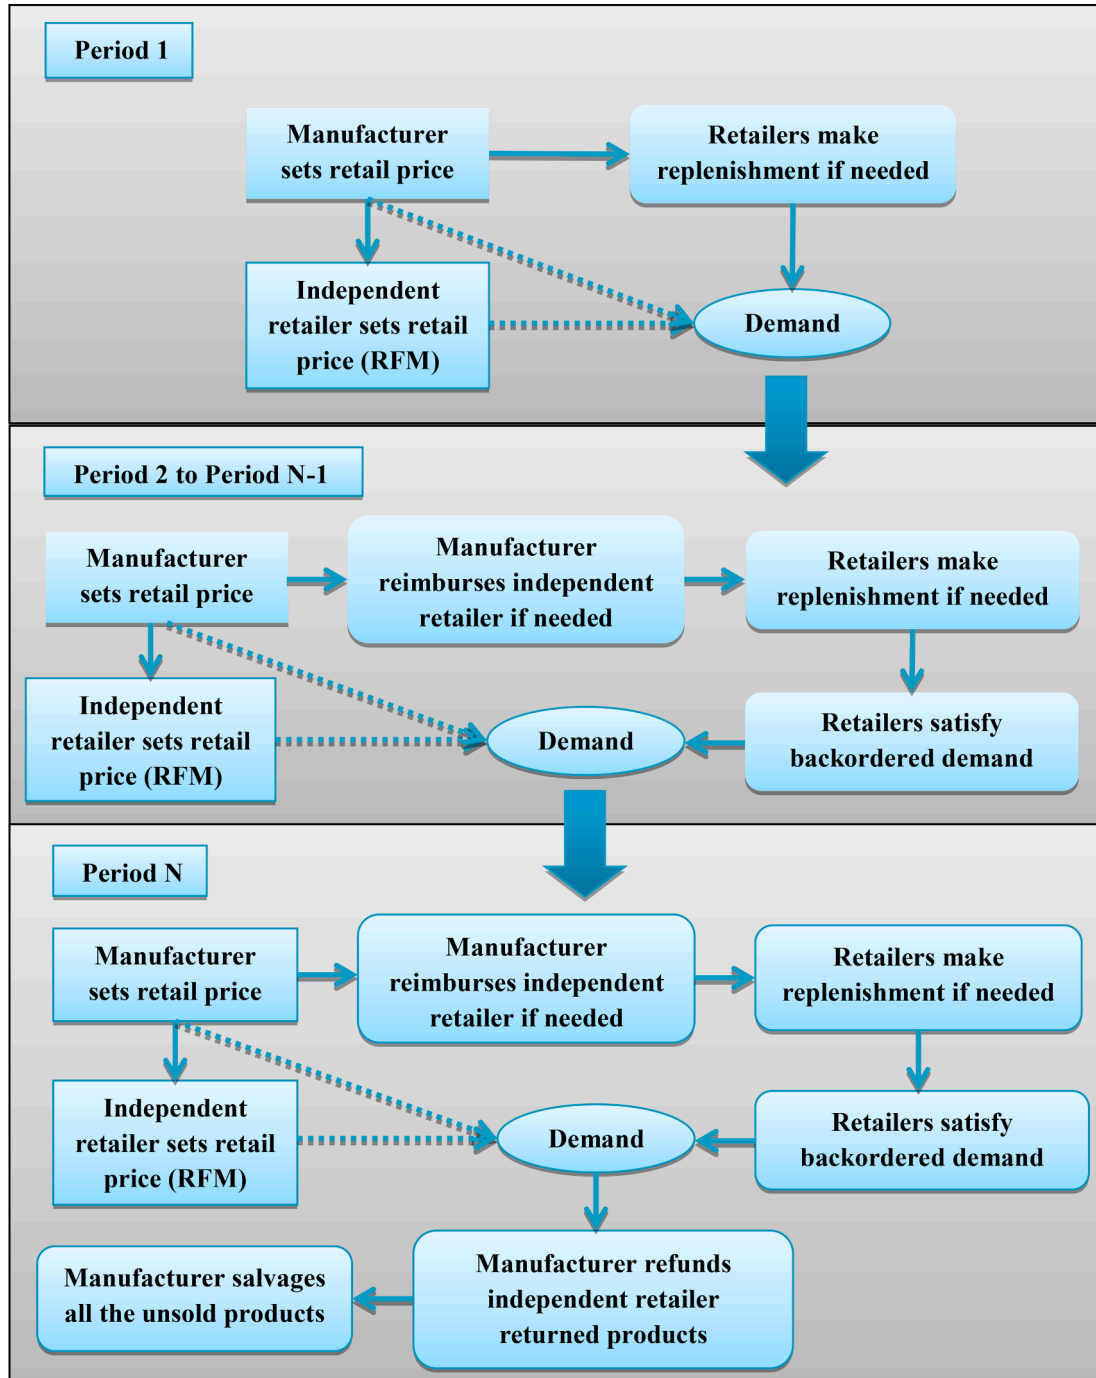 Period 1
Manufacturer
sets retail price
Retailers make
replenishment if needed
Independent
retailer sets retail
price (RFM)
Demand
Period 2 to Period N-1
Manufacturer
sets retail price
Manufacturer
reimburses independent
retailer if needed
Retailers make
replenishment if needed
Independent
retailer sets retail
price (RFM)
Demand
Retailers satisfy
backordered demand
Period N
Manufacturer
sets retail price
Manufacturer
reimburses independent
retailer if needed
Retailers make
replenishment if needed
Independent
retailer sets retail
price (RFM)
Demand
Retailers satisfy
backordered demand
Manufacturer salvages
all the unsold products
Manufacturer refunds
independent retailer
returned products